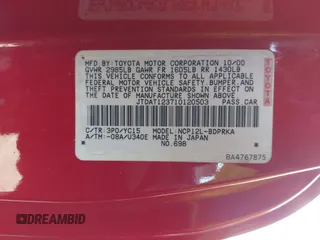 MFD. BY: TOYOTA MOTOR CORPORATION 10/00
GVWR 2985LB GAWR FR 1605LB RR 1430LB
THIS VEHICLE CONFORMS TO ALL APPLICABLE
FEDERAL MOTOR VEHICLE SAFETY, BUMPER, AND
THEFT PREVENTION STANDARDS IN EFFECT ON
THE DATE OF MANUFACTURE SHOWN ABOVE.
JTDAT123710120503 PASS CAR
C/TR: 3P0/YC15 MODEL: NCP12L-BDPRKA
A/TM: -08A/U340E MADE IN JAPAN
NO.698
BA4767875
TOYOTA